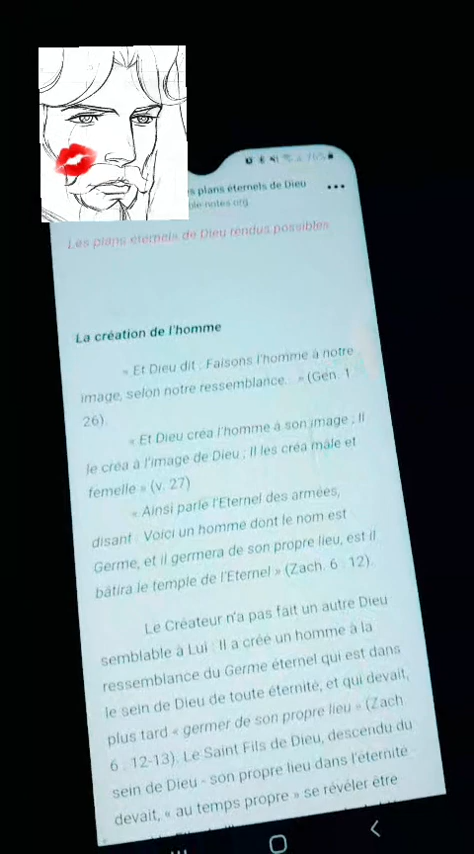 s plans éternels de Dieu
ble-notes.org
Les plans éternels de Dieu rendus possibles
La création de l'homme
« Et Dieu dit : Faisons l'homme à notre
image, selon notre ressemblance... » (Gen. 1 :
26).
« Et Dieu créa l'homme à son image ; Il
le créa à l'image de Dieu ; Il les créa mâle et
femelle » (v. 27)
« Ainsi parle l'Eternel des armées,
disant : Voici un homme dont le nom est
Germe, et il germera de son propre lieu, est il
bâtira le temple de l'Eternel » (Zach. 6 : 12).
Le Créateur n'a pas fait un autre Dieu
semblable à Lui : Il a créé un homme à la
ressemblance du Germe éternel qui est dans
le sein de Dieu de toute éternité, et qui devait,
plus tard « germer de son propre lieu » (Zach
6 : 12-13). Le Saint Fils de Dieu, descendu du
sein de Dieu - son propre lieu dans l'éternité
devait, « au temps propre » se révéler être